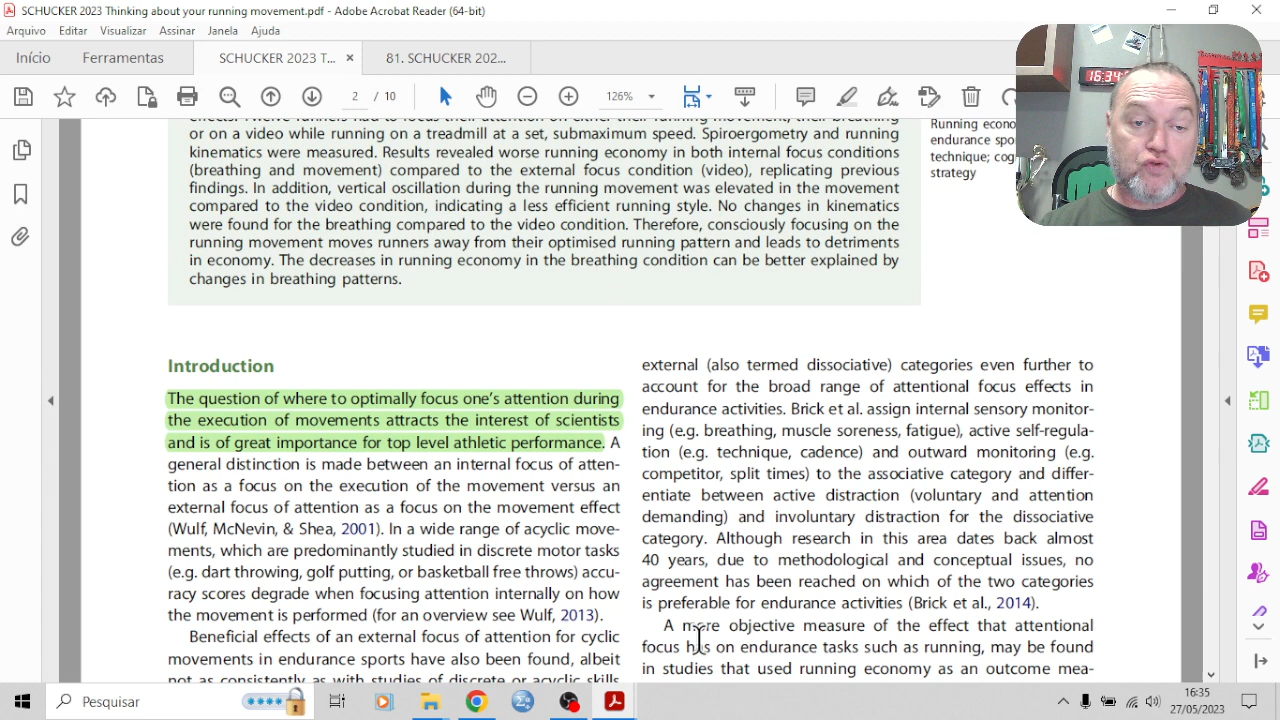 SCHUCKER 2023 Thinking about your running movement.pdf - Adobe Acrobat Reader (64-bit)
Arquivo Editar Visualizar Assinar Janela Ajuda
Início Ferramentas SCHUCKER 2023 T... × 81. SCHUCKER 202...
2 / 10 126%
16:34
or on a video while running on a treadmill at a set, submaximum speed. Spiroergometry and running
kinematics were measured. Results revealed worse running economy in both internal focus conditions
(breathing and movement) compared to the external focus condition (video), replicating previous
findings. In addition, vertical oscillation during the running movement was elevated in the movement
compared to the video condition, indicating a less efficient running style. No changes in kinematics
were found for the breathing compared to the video condition. Therefore, consciously focusing on the
running movement moves runners away from their optimised running pattern and leads to detriments
in economy. The decreases in running economy in the breathing condition can be better explained by
changes in breathing patterns.
Running econo
endurance spo
technique; cog
strategy
Introduction
The question of where to optimally focus one's attention during
the execution of movements attracts the interest of scientists
and is of great importance for top level athletic performance. A
general distinction is made between an internal focus of atten-
tion as a focus on the execution of the movement versus an
external focus of attention as a focus on the movement effect
(Wulf, McNevin, & Shea, 2001). In a wide range of acyclic move-
ments, which are predominantly studied in discrete motor tasks
(e.g. dart throwing, golf putting, or basketball free throws) accu-
racy scores degrade when focusing attention internally on how
the movement is performed (for an overview see Wulf, 2013).
Beneficial effects of an external focus of attention for cyclic
movements in endurance sports have also been found, albeit
not as consistently as with studies of discrete or acyclic skills
external (also termed dissociative) categories even further to
account for the broad range of attentional focus effects in
endurance activities. Brick et al. assign internal sensory monitor-
ing (e.g. breathing, muscle soreness, fatigue), active self-regula-
tion (e.g. technique, cadence) and outward monitoring (e.g.
competitor, split times) to the associative category and differ-
entiate between active distraction (voluntary and attention
demanding) and involuntary distraction for the dissociative
category. Although research in this area dates back almost
40 years, due to methodological and conceptual issues, no
agreement has been reached on which of the two categories
is preferable for endurance activities (Brick et al., 2014).
A more objective measure of the effect that attentional
focus has on endurance tasks such as running, may be found
in studies that used running economy as an outcome mea-
Pesquisar
16:35
27/05/2023